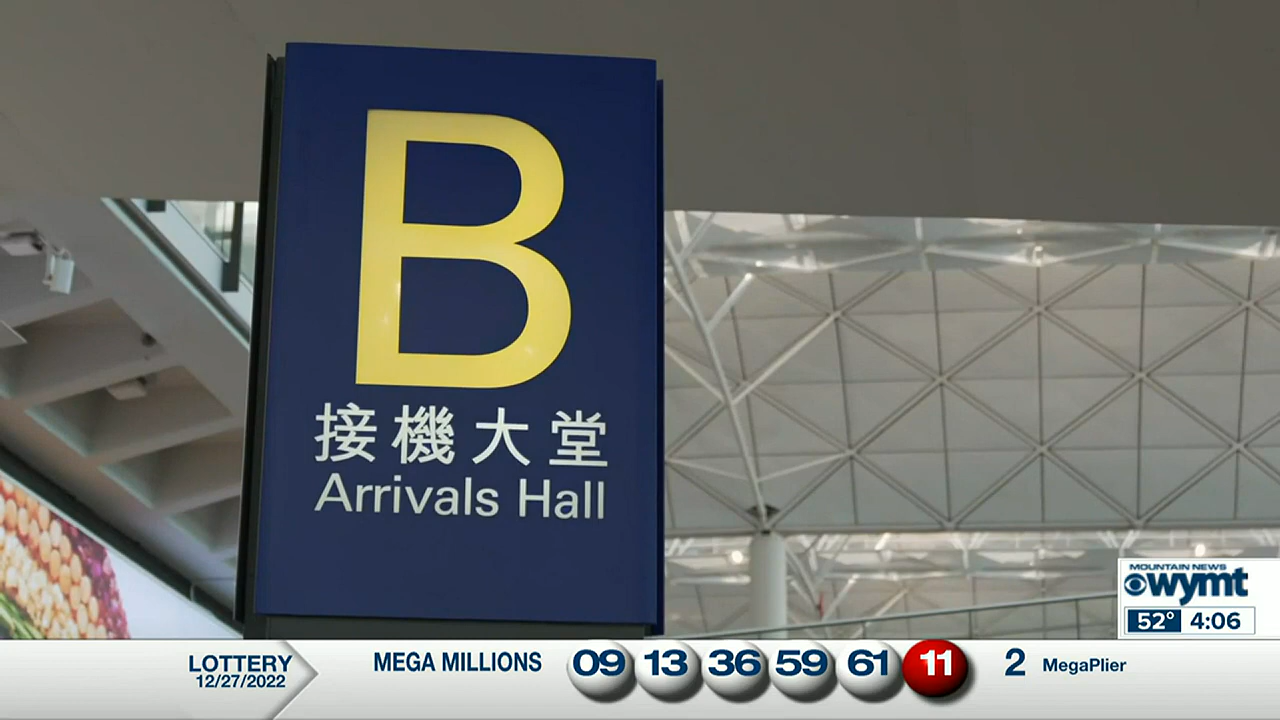 B
接機大堂
Arrivals Hall
MOUNTAIN NEWS
wymt
52° 4:06
LOTTERY
12/27/2022
MEGA MILLIONS 09 13 36 59 61 11 2 MegaPlier